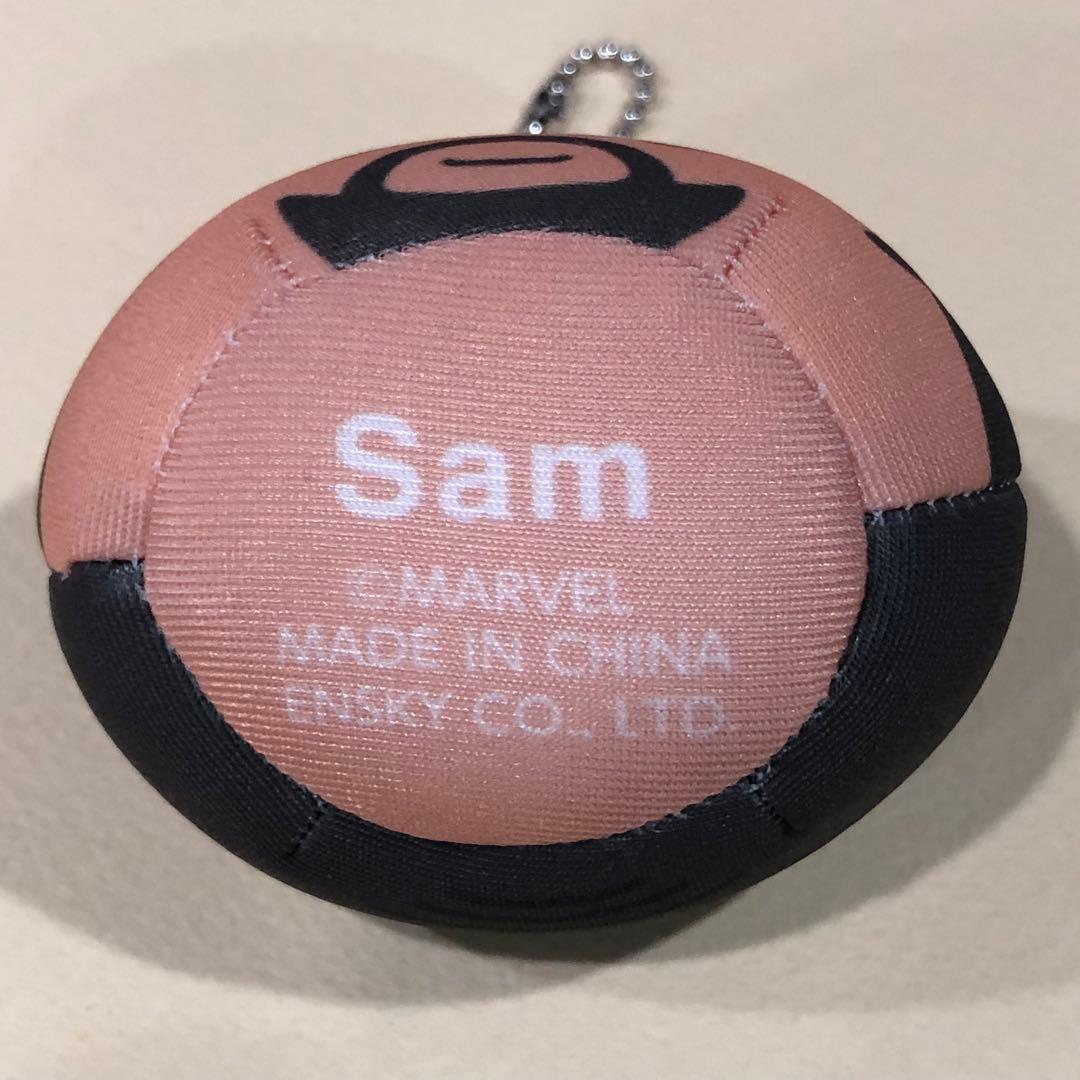 Sam
©MARVEL
MADE IN CHINA
ENSKY CO., LTD.